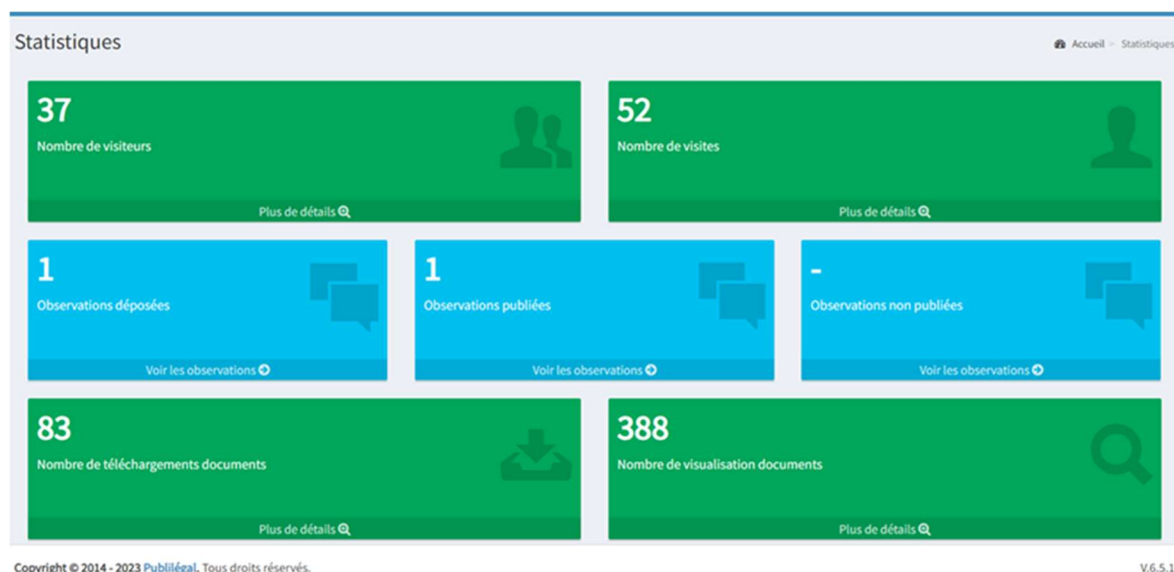 Statistiques
Accueil > Statistiques
37
Nombre de visiteurs
Plus de détails
52
Nombre de visites
Plus de détails
1
Observations déposées
Voir les observations
1
Observations publiées
Voir les observations
-
Observations non publiées
Voir les observations
83
Nombre de téléchargements documents
Plus de détails
388
Nombre de visualisation documents
Plus de détails
Copyright © 2014 - 2023 Publilégal. Tous droits réservés.
V.6.5.1